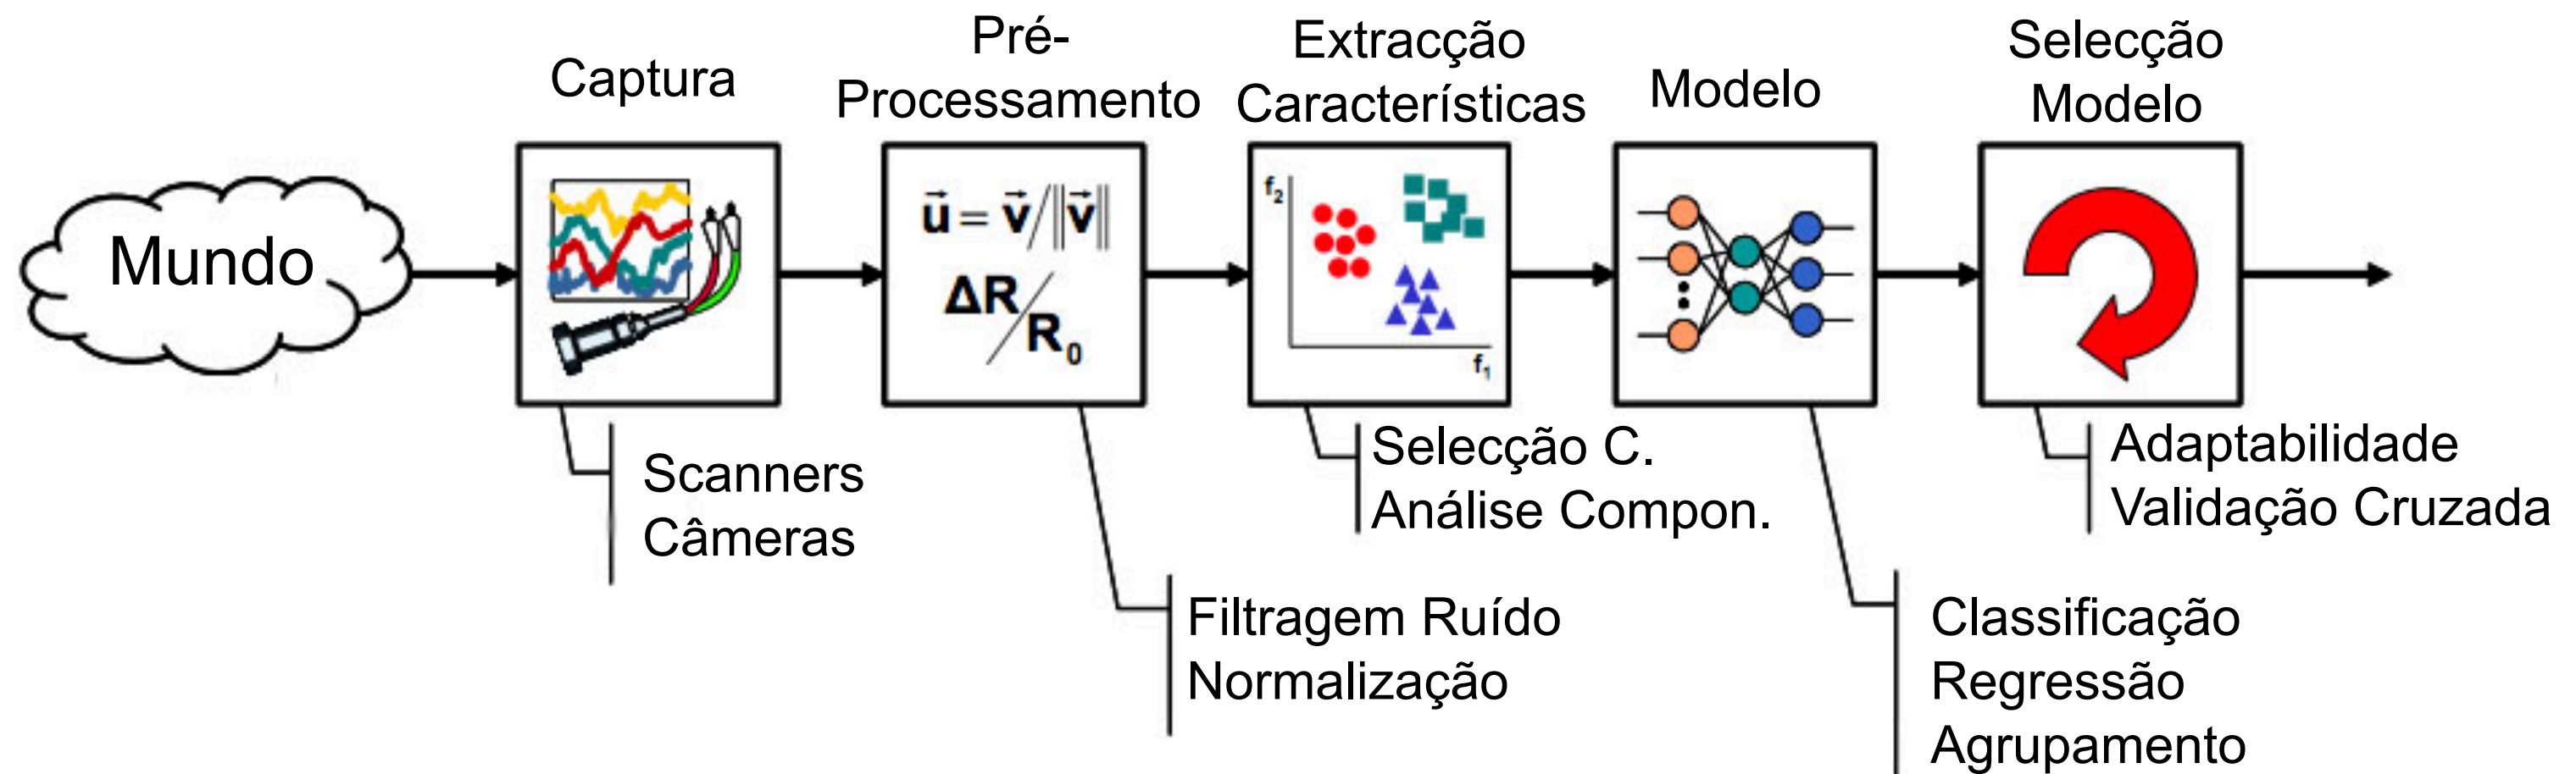 Mundo
Captura
Pré-
Processamento
Extracção
Características
Modelo
Selecção
Modelo
u = v/||v||
ΔR/R₀
f₂
f₁
Scanners
Câmeras
Filtragem Ruído
Normalização
Selecção C.
Análise Compon.
Classificação
Regressão
Agrupamento
Adaptabilidade
Validação Cruzada